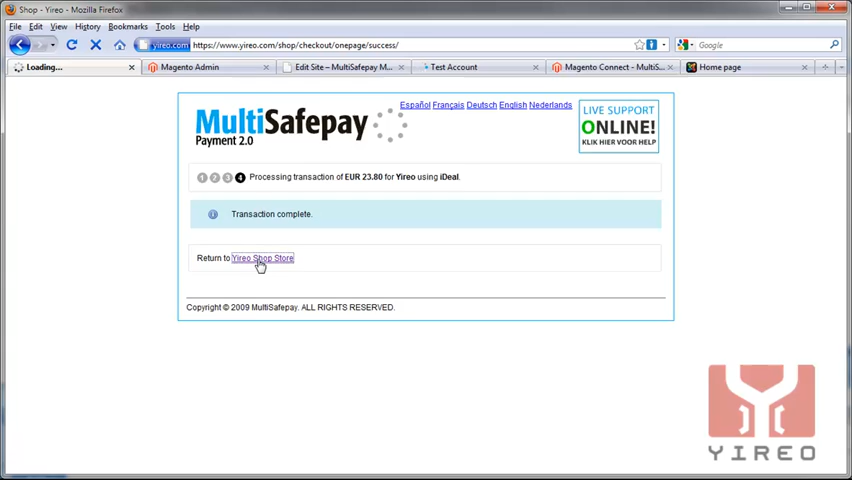 Shop - Yireo - Mozilla Firefox
File Edit View History Bookmarks Tools Help
yireo.com https://www.yireo.com/shop/checkout/onepage/success/
Google
Loading... Magento Admin Edit Site – MultiSafepay M... Test Account Magento Connect - MultiS... Home page
Español Français Deutsch English Nederlands
MultiSafepay
Payment 2.0
LIVE SUPPORT
ONLINE!
KLIK HIER VOOR HELP
1 2 3 4 Processing transaction of EUR 23.80 for Yireo using iDeal.
Transaction complete.
Return to Yireo Shop Store
Copyright © 2009 MultiSafepay. ALL RIGHTS RESERVED.
YIREO